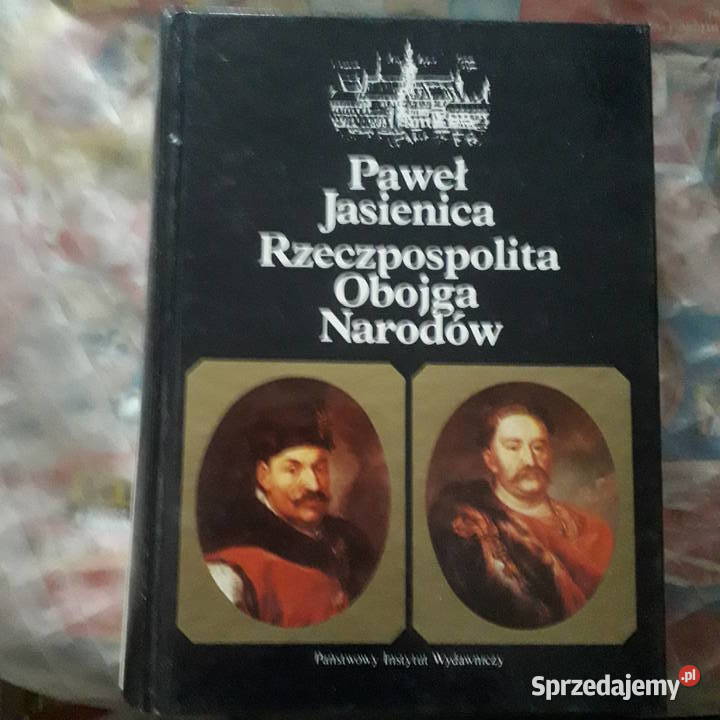 Paweł
Jasienica
Rzeczpospolita
Obojga
Narodów
Państwowy Instytut Wydawniczy
Sprzedajemy.pl